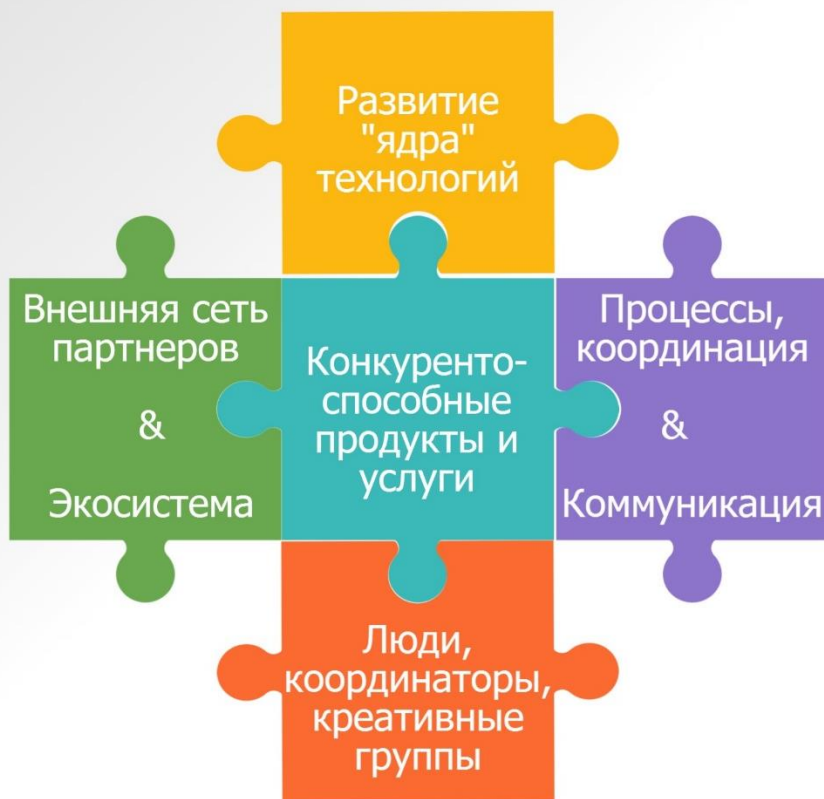 Развитие
"ядра"
технологий
Внешняя сеть
партнеров
&
Экосистема
Конкуренто-
способные
продукты и
услуги
Процессы,
координация
&
Коммуникация
Люди,
координаторы,
креативные
группы